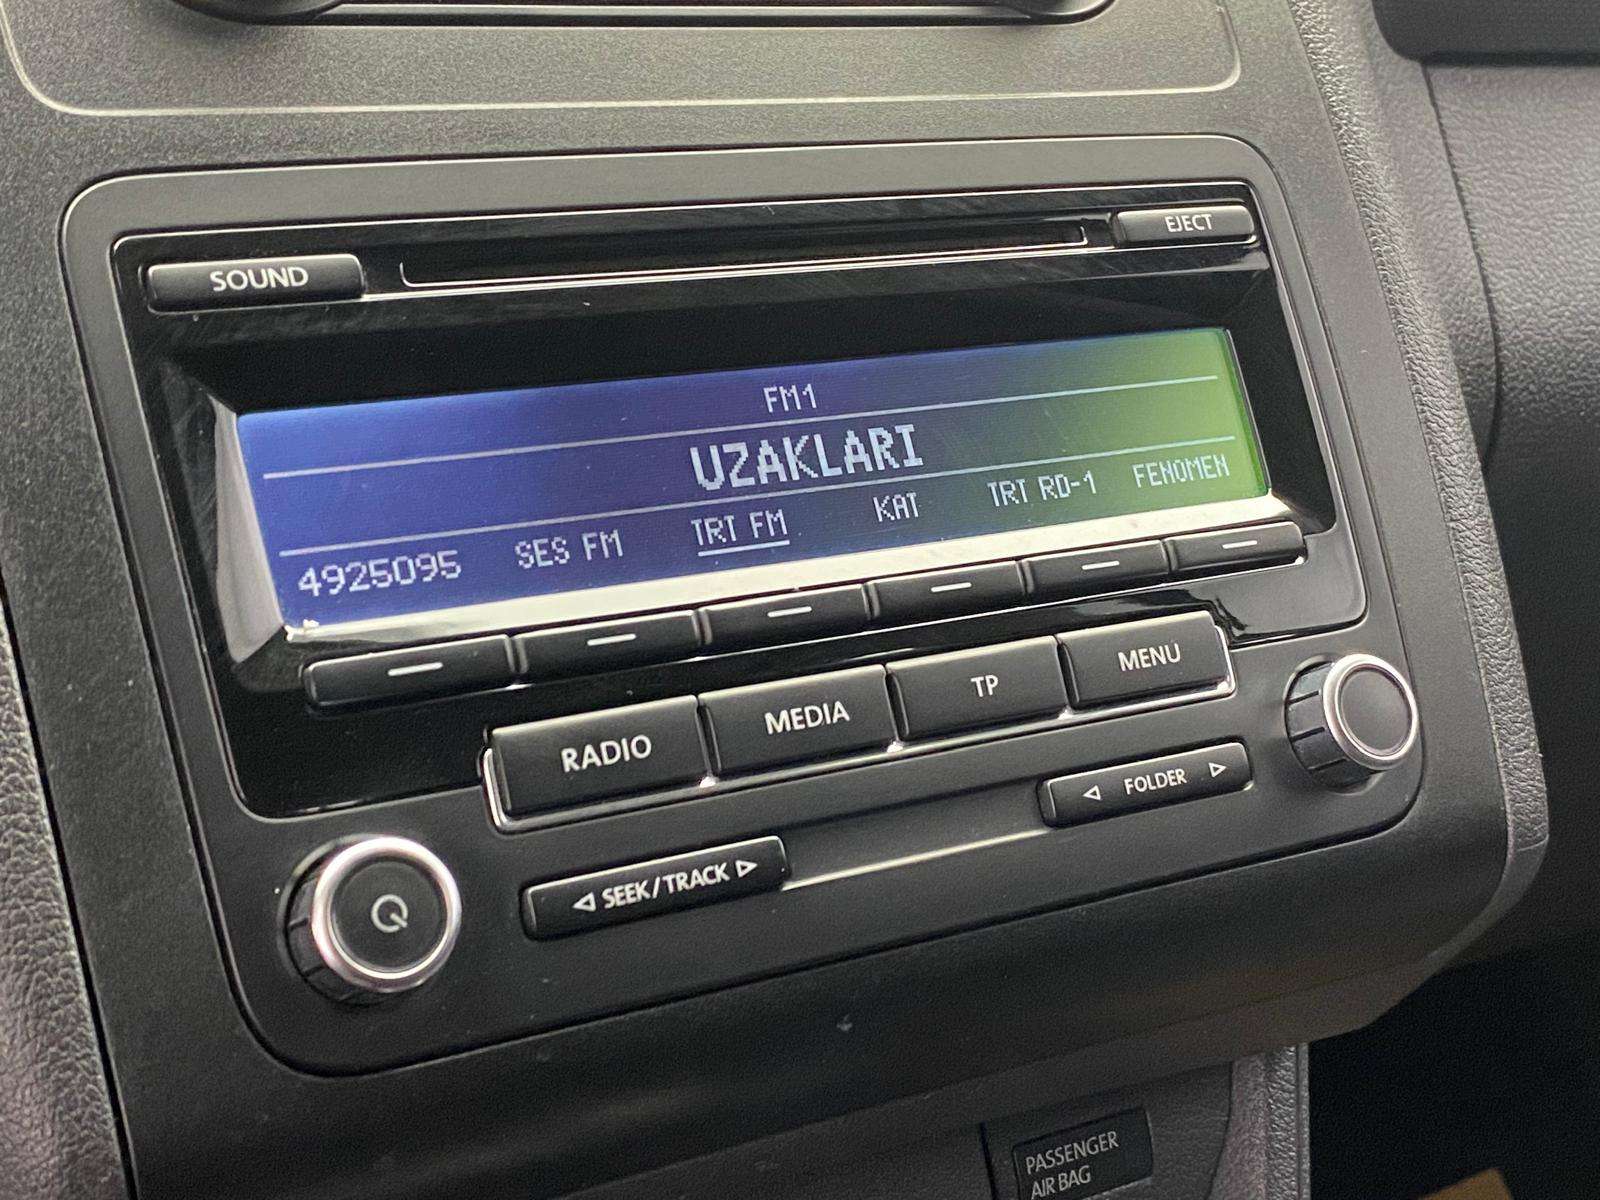 SOUND
EJECT
FM1
UZAKLARI
4925095 SES FM TRT FM KAT TRT RD-1 FENOMEN
RADIO MEDIA TP MENU
SEEK/TRACK FOLDER
PASSENGER
AIR BAG